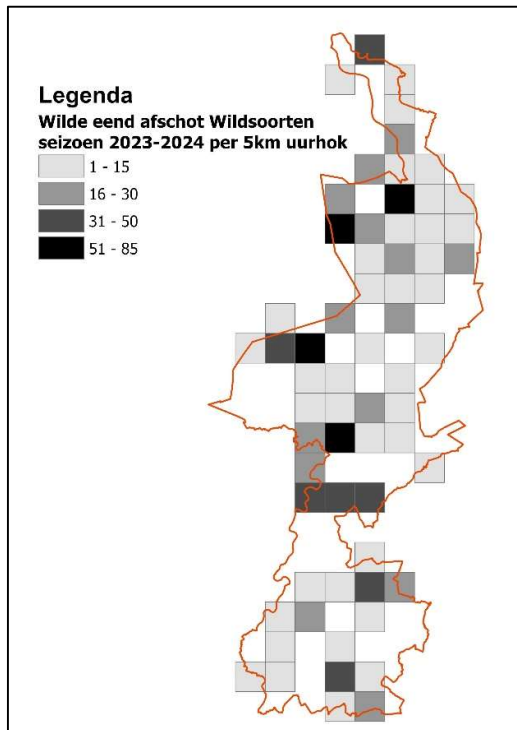 Legenda
Wilde eend afschot Wildsoorten
seizoen 2023-2024 per 5km uurhok
1 - 15
16 - 30
31 - 50
51 - 85